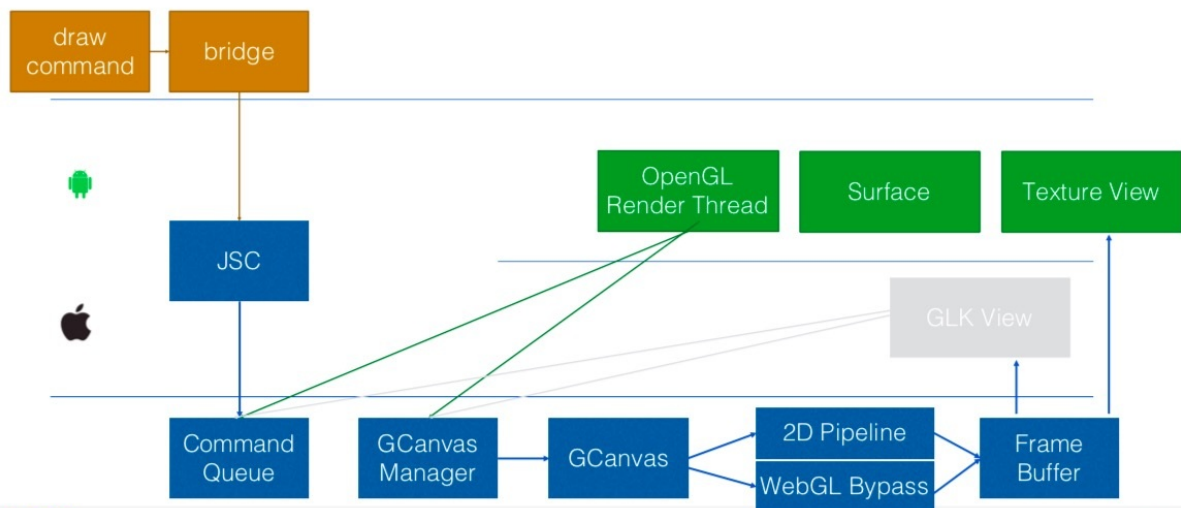 draw
command
bridge
OpenGL
Render Thread
Surface
Texture View
JSC
GLK View
Command
Queue
GCanvas
Manager
GCanvas
2D Pipeline
WebGL Bypass
Frame
Buffer